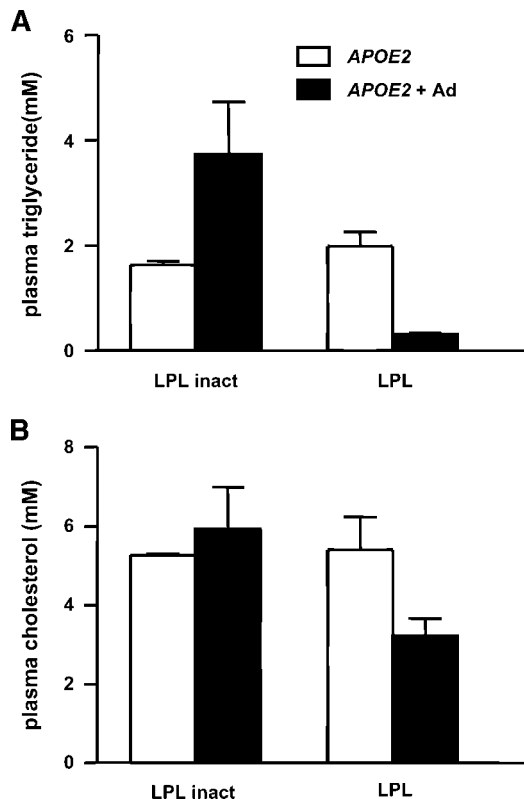 A
6
4
2
0
plasma triglyceride(mM)
APOE2
APOE2 + Ad
LPL inact
LPL
B
8
6
4
2
0
plasma cholesterol (mM)
LPL inact
LPL